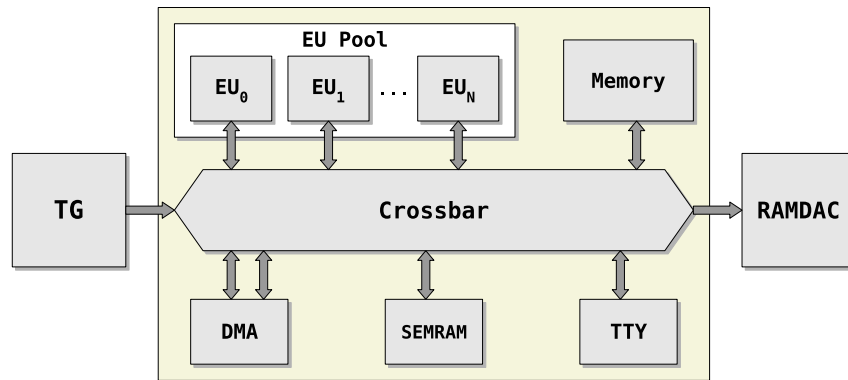 EU Pool
EU0 EU1 ... EUN
Memory
TG
Crossbar
RAMDAC
DMA
SEMRAM
TTY